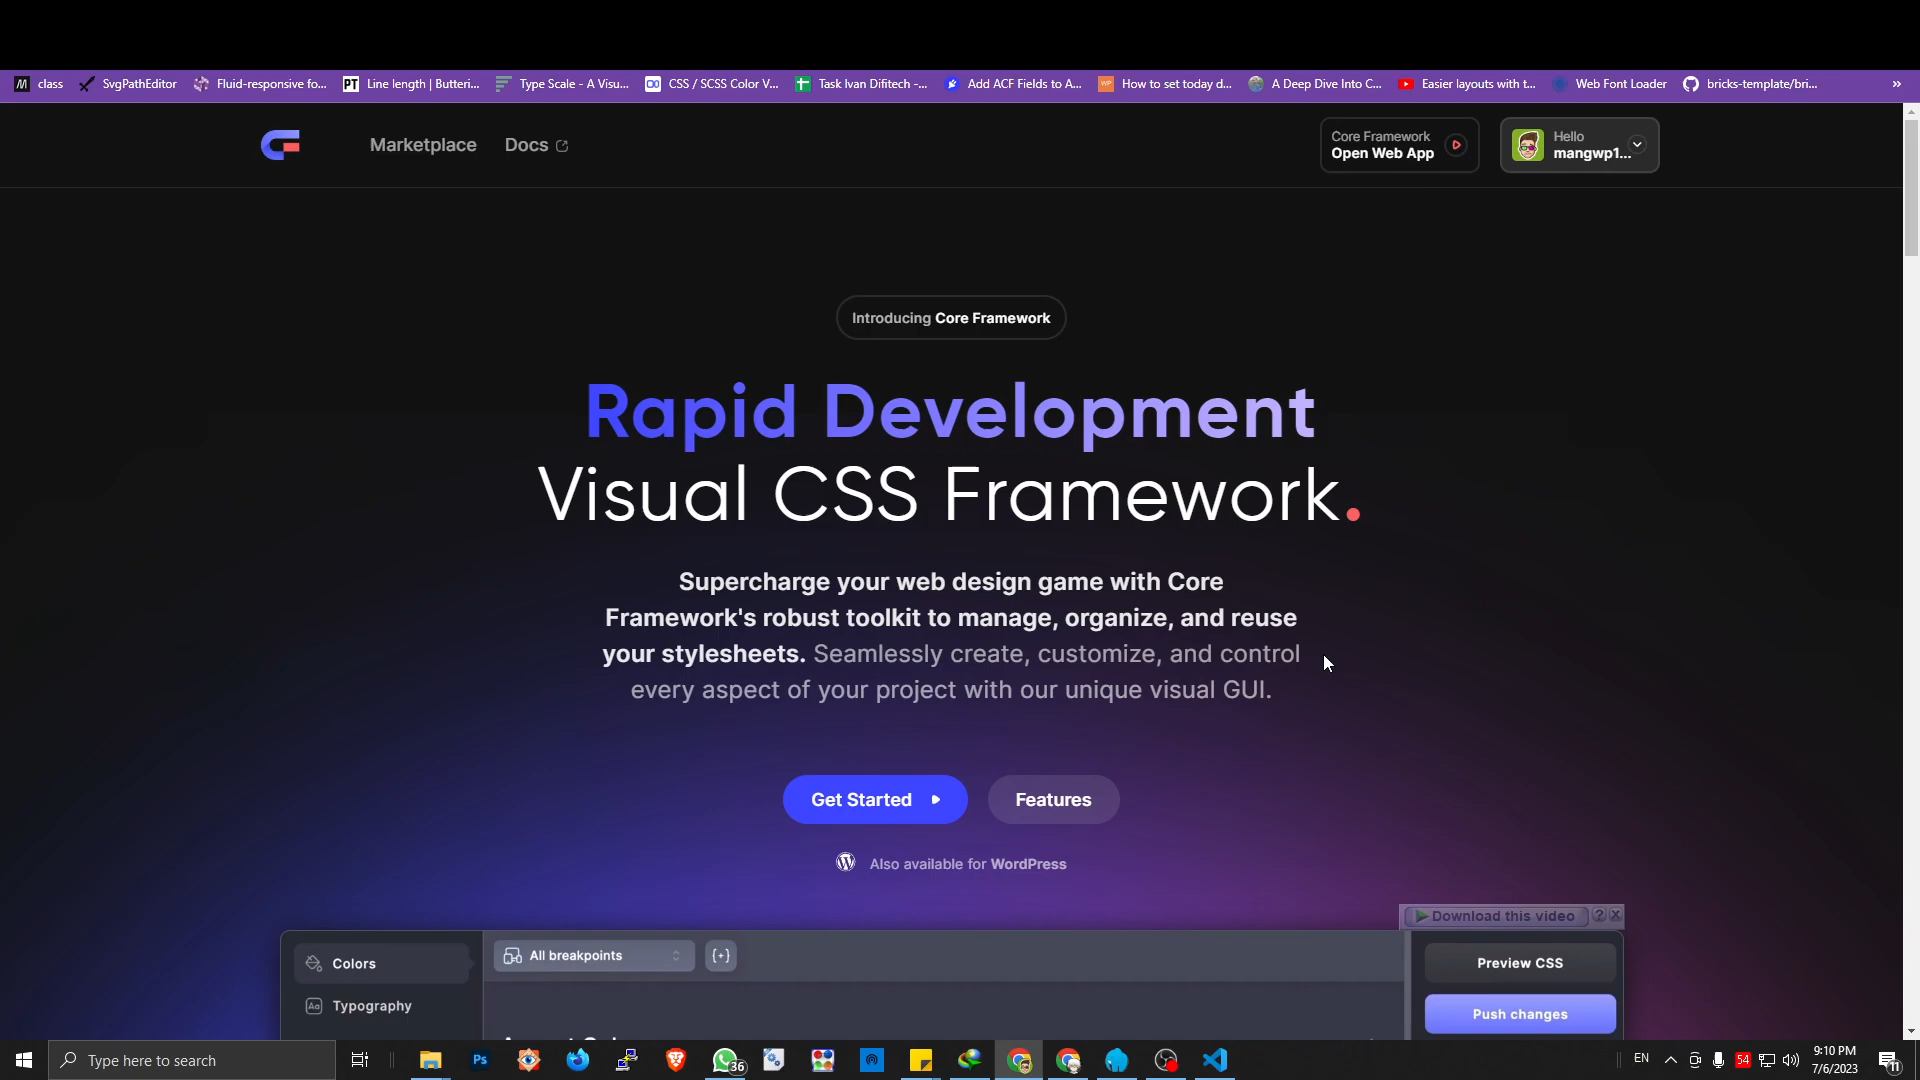 class
SvgPathEditor
Fluid-responsive fo...
PT
Line length | Butteri...
Type Scale - A Visu...
CSS / SCSS Color V...
Task Ivan Difitech -...
Add ACF Fields to A...
WP
How to set today d...
A Deep Dive Into C...
Easier layouts with t...
Web Font Loader
bricks-template/bri...
»
Marketplace
Docs
Core Framework
Open Web App
Hello
mangwp1...
Introducing Core Framework
Rapid Development
Visual CSS Framework.
Supercharge your web design game with Core
Framework's robust toolkit to manage, organize, and reuse
your stylesheets. Seamlessly create, customize, and control
every aspect of your project with our unique visual GUI.
Get Started
Features
Also available for WordPress
Download this video
? X
Colors
All breakpoints
{+}
Preview CSS
Aa Typography
Push changes
Type here to search
Ps
36
EN
54
9:10 PM
7/6/2023
11